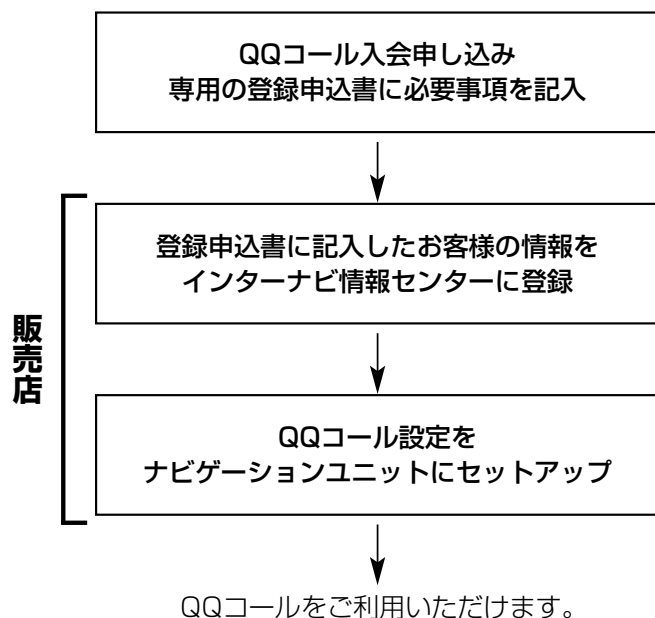 QQコール入会申し込み
専用の登録申込書に必要事項を記入
販売店
登録申込書に記入したお客様の情報を
インターナビ情報センターに登録
QQコール設定を
ナビゲーションユニットにセットアップ
QQコールをご利用いただけます。